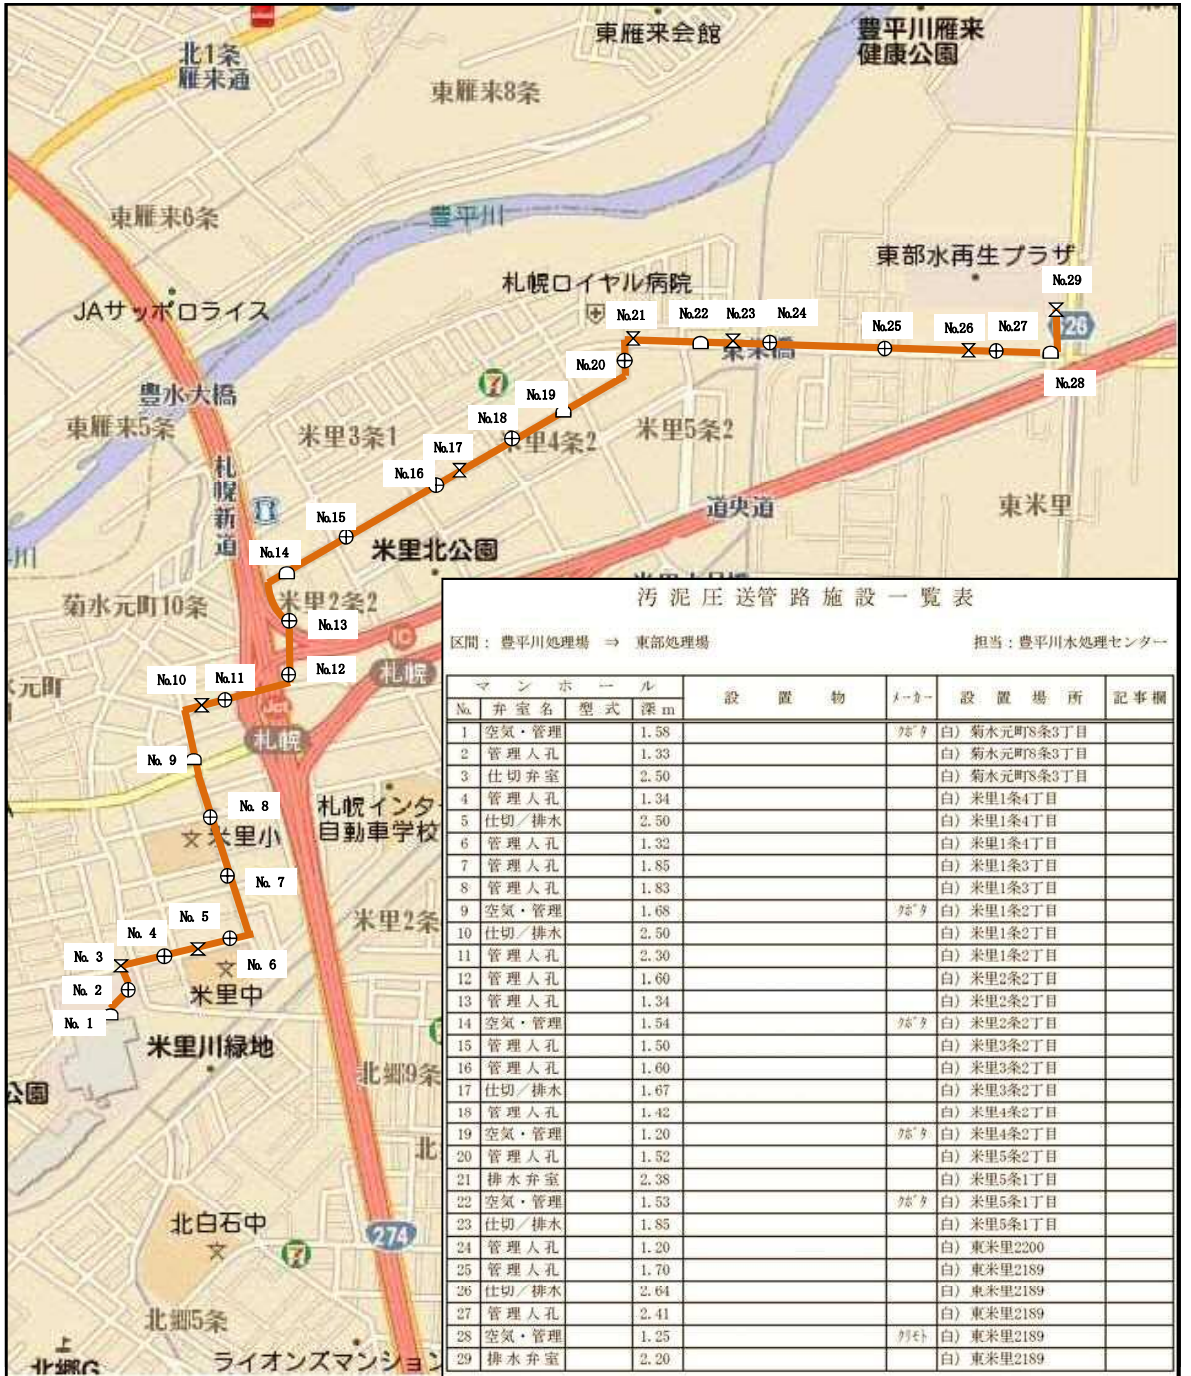 東雁来会館
豊平川雁来
健康公園
北1条
雁来通
東雁来8条
東雁来6条
豊平川
東部水再生プラザ
札幌ロイヤル病院
JAサッポロライス
No.29
No.21
No.22
No.23
No.24
No.25
No.26
No.27
326
東米橋
No.20
No.28
豊水大橋
No.19
東雁来5条
No.18
米里3条1
米里4条2
米里5条2
No.17
No.16
札幌新道
道央道
東米里
No.15
No.14
米里北公園
菊水元町10条
米里2条2
No.13
IC
No.12
札幌
元町
No.10
No.11
Jct
札幌
No. 9
札幌インター
自動車学校
No. 8
米里小
No. 7
米里2条
No. 5
No. 4
No. 3
No. 6
No. 2
米里中
No. 1
米里川緑地
北郷9条
公園
北白石中
274
北郷5条
北郷G
ライオンズマンション
汚泥圧送管路施設一覧表
区間：豊平川処理場 ⇒ 東部処理場 担当：豊平川水処理センター
マンホール 設置物 メーカー 設置場所 記事欄
No. 弁室名 型式 深m
1 空気・管理 1.58 クボタ 白）菊水元町8条3丁目
2 管理人孔 1.33 白）菊水元町8条3丁目
3 仕切弁室 2.50 白）菊水元町8条3丁目
4 管理人孔 1.34 白）米里1条4丁目
5 仕切／排水 2.50 白）米里1条4丁目
6 管理人孔 1.32 白）米里1条4丁目
7 管理人孔 1.85 白）米里1条3丁目
8 管理人孔 1.83 白）米里1条3丁目
9 空気・管理 1.68 クボタ 白）米里1条2丁目
10 仕切／排水 2.50 白）米里1条2丁目
11 管理人孔 2.30 白）米里1条2丁目
12 管理人孔 1.60 白）米里2条2丁目
13 管理人孔 1.34 白）米里2条2丁目
14 空気・管理 1.54 クボタ 白）米里2条2丁目
15 管理人孔 1.50 白）米里3条2丁目
16 管理人孔 1.60 白）米里3条2丁目
17 仕切／排水 1.67 白）米里3条2丁目
18 管理人孔 1.42 白）米里4条2丁目
19 空気・管理 1.20 クボタ 白）米里4条2丁目
20 管理人孔 1.52 白）米里5条2丁目
21 排水弁室 2.38 白）米里5条1丁目
22 空気・管理 1.53 クボタ 白）米里5条1丁目
23 仕切／排水 1.85 白）米里5条1丁目
24 管理人孔 1.20 白）東米里2200
25 管理人孔 1.70 白）東米里2189
26 仕切／排水 2.64 白）東米里2189
27 管理人孔 2.41 白）東米里2189
28 空気・管理 1.25 クリモト 白）東米里2189
29 排水弁室 2.20 白）東米里2189